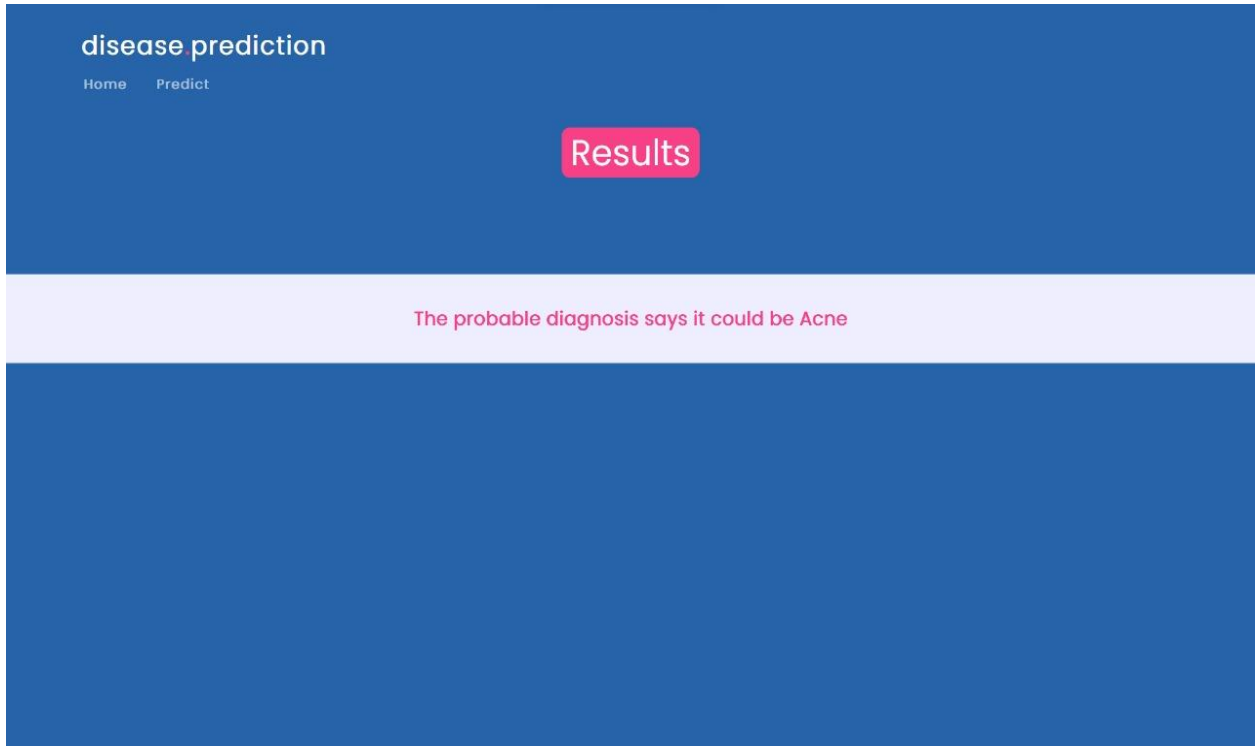 disease.prediction
Home Predict
Results
The probable diagnosis says it could be Acne